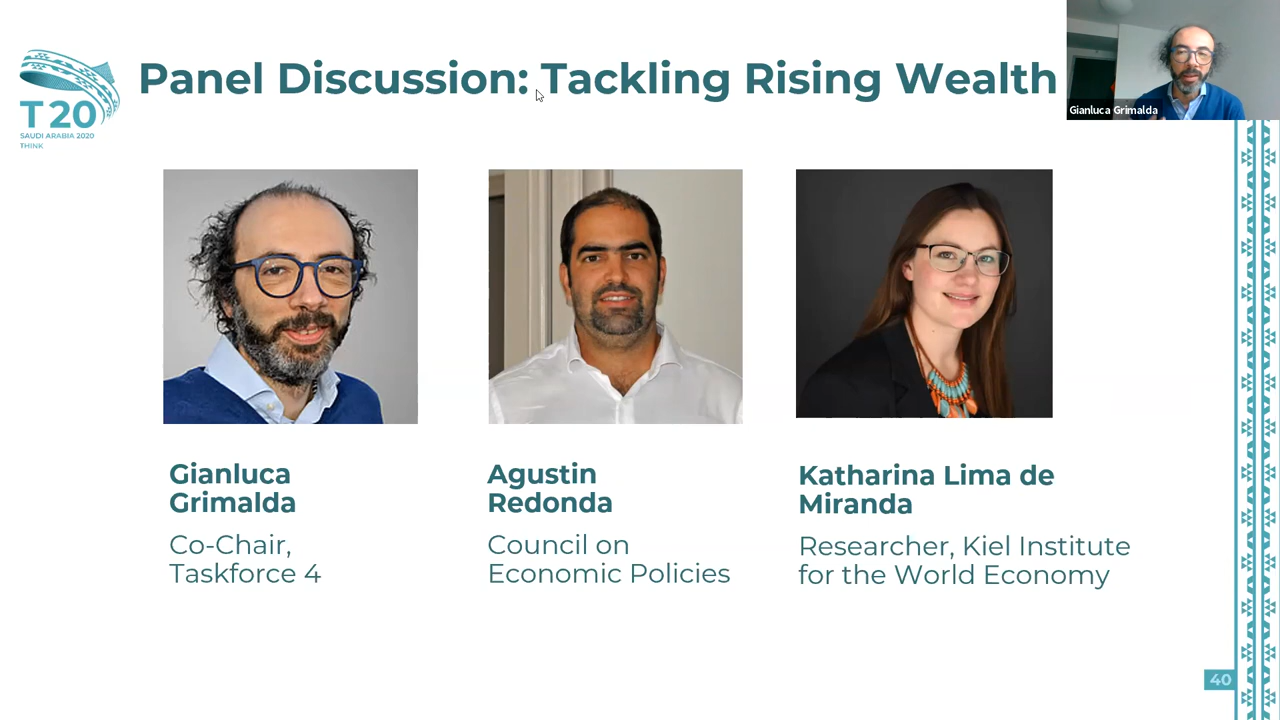 Panel Discussion: Tackling Rising Wealth
Gianluca Grimalda
T20
SAUDI ARABIA 2020
THINK
Gianluca
Grimalda
Co-Chair,
Taskforce 4
Agustin
Redonda
Council on
Economic Policies
Katharina Lima de
Miranda
Researcher, Kiel Institute
for the World Economy
40